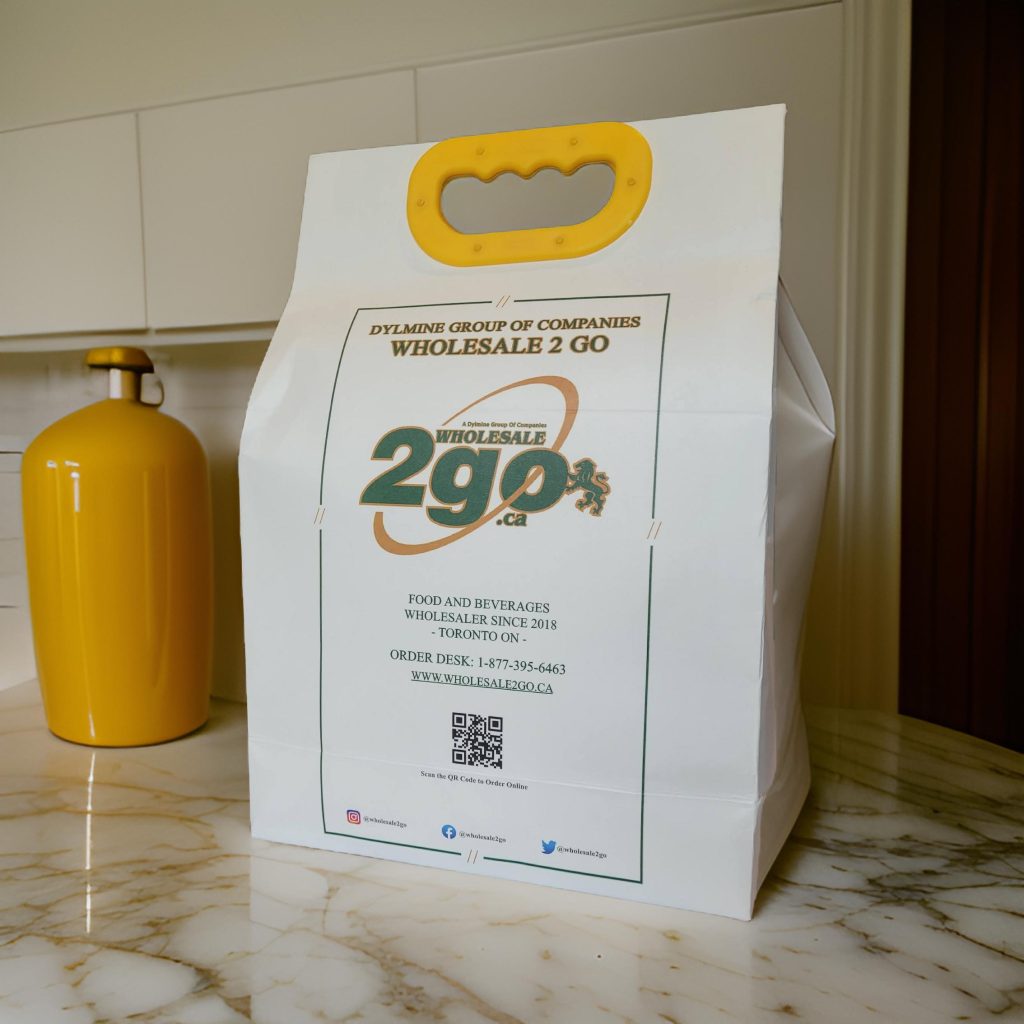 DYLMINE GROUP OF COMPANIES
WHOLESALE 2 GO
A Dylmine Group Of Companies
WHOLESALE
2go
.ca
FOOD AND BEVERAGES
WHOLESALER SINCE 2018
- TORONTO ON -
ORDER DESK: 1-877-395-6463
WWW.WHOLESALE2GO.CA
Scan the QR Code to Order Online
@wholesale2go
@wholesale2go
@wholesale2go